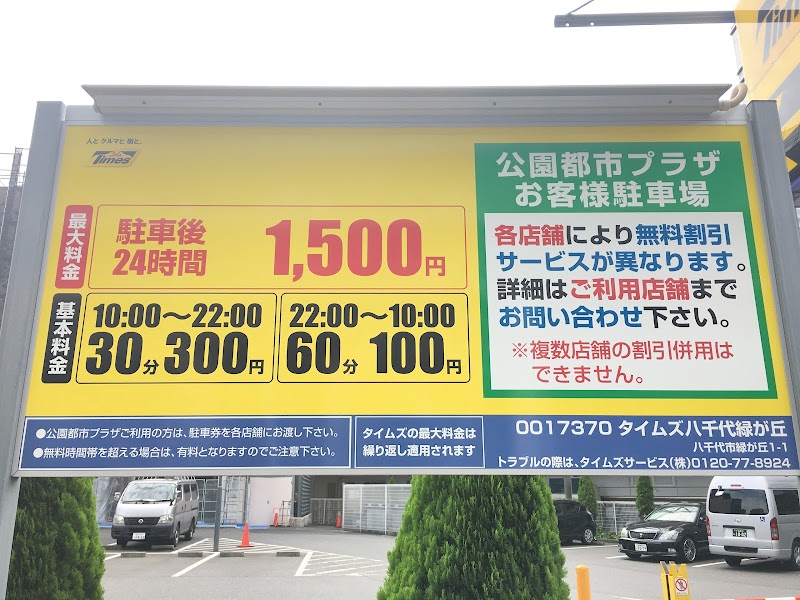 人と クルマと 街と、
Times
公園都市プラザ
お客様駐車場
最大料金
駐車後
24時間
1,500円
基本料金
10:00〜22:00
30分 300円
22:00〜10:00
60分 100円
各店舗により無料割引
サービスが異なります。
詳細はご利用店舗まで
お問い合わせ下さい。
※複数店舗の割引併用は
できません。
●公園都市プラザご利用の方は、駐車券を各店舗にお渡し下さい。
●無料時間帯を超える場合は、有料となりますのでご注意下さい。
タイムズの最大料金は
繰り返し適用されます
0017370 タイムズ八千代緑が丘
八千代市緑が丘1-1
トラブルの際は、タイムズサービス(株)0120-77-8924
Times